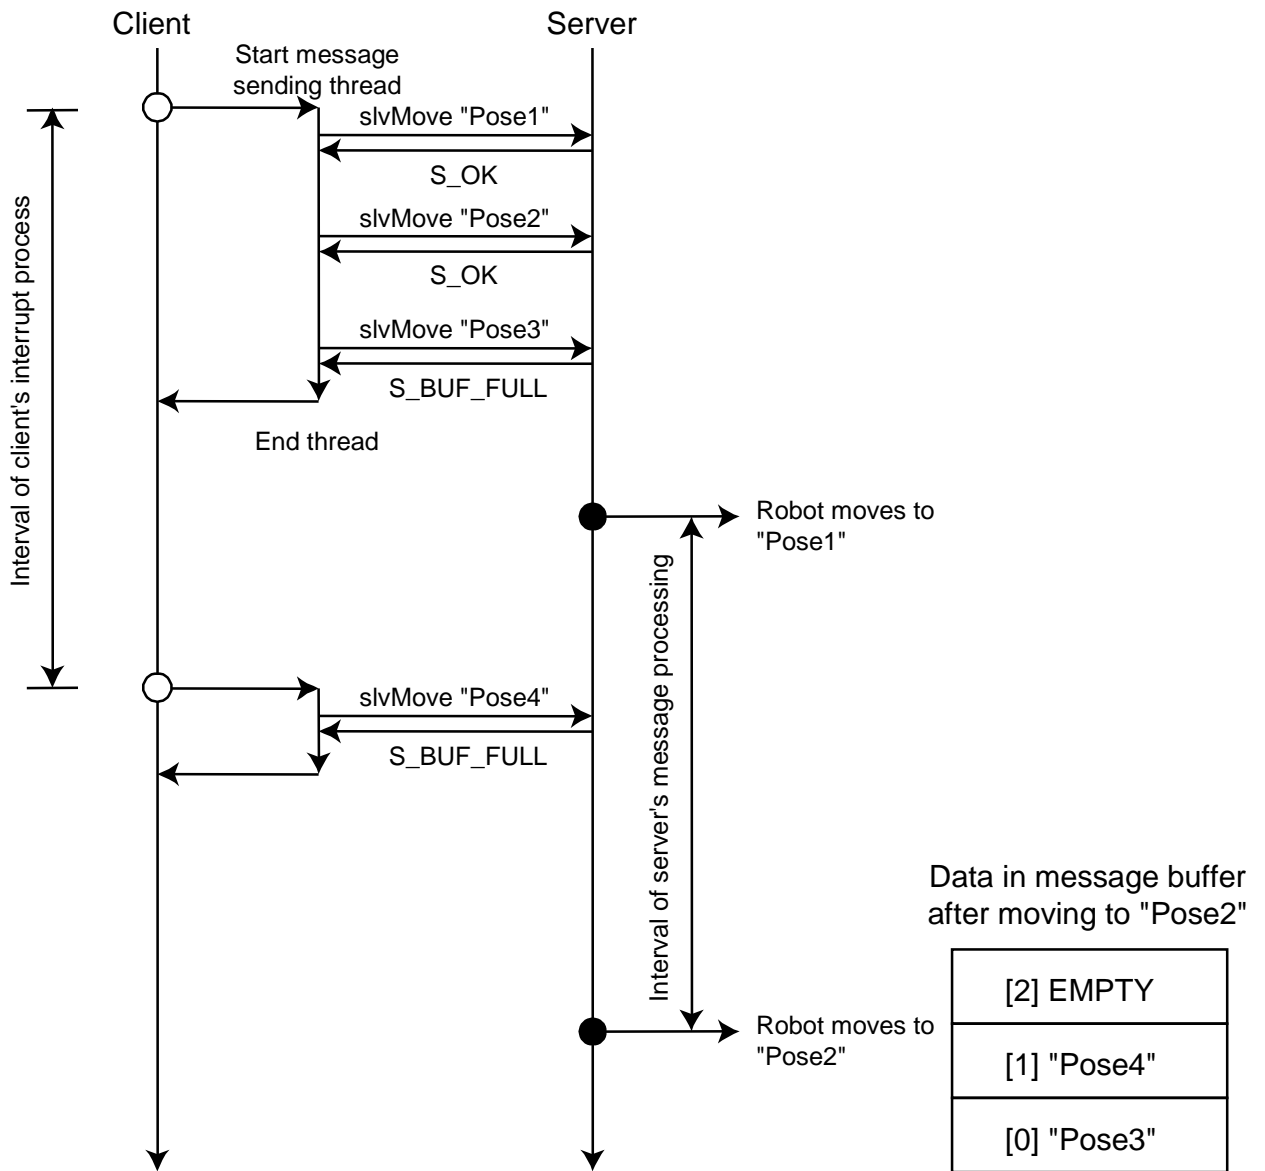 Client
Server
Start message
sending thread
slvMove "Pose1"
S_OK
slvMove "Pose2"
S_OK
slvMove "Pose3"
S_BUF_FULL
End thread
Interval of client's interrupt process
Robot moves to
"Pose1"
Interval of server's message processing
slvMove "Pose4"
S_BUF_FULL
Robot moves to
"Pose2"
Data in message buffer
after moving to "Pose2"
[2] EMPTY
[1] "Pose4"
[0] "Pose3"